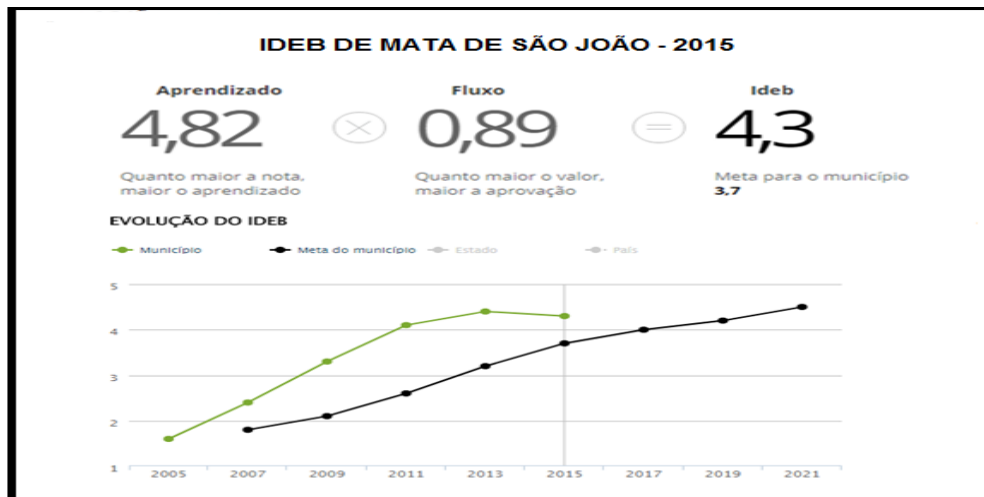 IDEB DE MATA DE SÃO JOÃO - 2015
Aprendizado Fluxo Ideb
4,82 × 0,89 = 4,3
Quanto maior a nota, Quanto maior o valor, Meta para o município
maior o aprendizado maior a aprovação 3,7
EVOLUÇÃO DO IDEB
Município Meta do município Estado País
5
4
3
2
1
2005 2007 2009 2011 2013 2015 2017 2019 2021